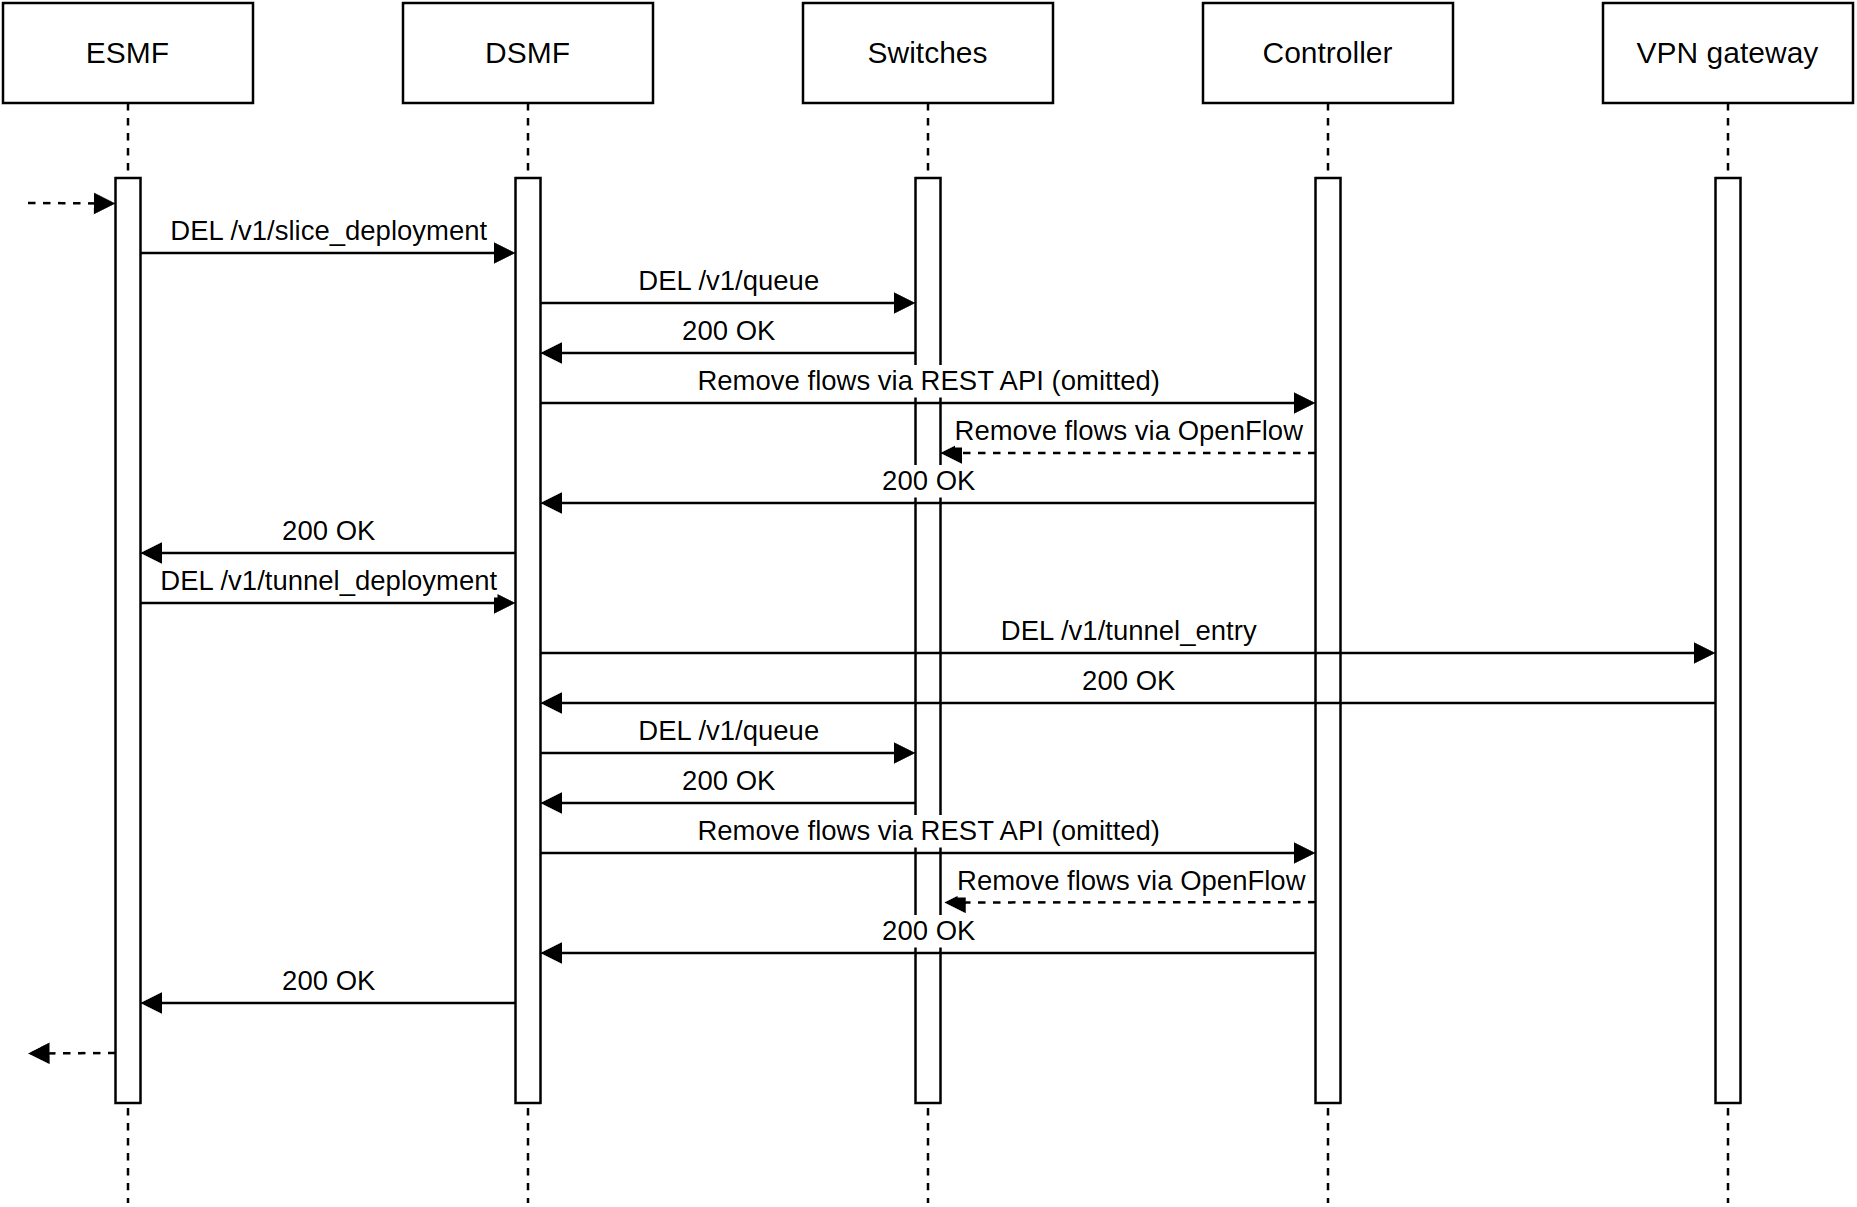 ESMF
DSMF
Switches
Controller
VPN gateway
DEL /v1/slice_deployment
DEL /v1/queue
200 OK
Remove flows via REST API (omitted)
Remove flows via OpenFlow
200 OK
200 OK
DEL /v1/tunnel_deployment
DEL /v1/tunnel_entry
200 OK
DEL /v1/queue
200 OK
Remove flows via REST API (omitted)
Remove flows via OpenFlow
200 OK
200 OK